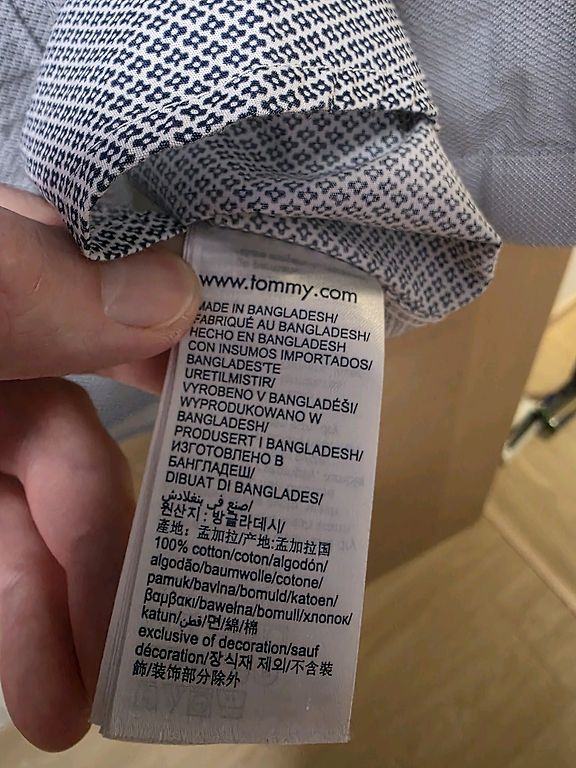 www.tommy.com
MADE IN BANGLADESH/
FABRIQUÉ AU BANGLADESH/
HECHO EN BANGLADESH
CON INSUMOS IMPORTADOS/
BANGLADEŞ'TE
URETILMISTIR/
VYROBENO V BANGLADÉŠI/
WYPRODUKOWANO W
BANGLADESH/
PRODUSERT I BANGLADESH/
ИЗГОТОВЛЕНО В
БАНГЛАДЕШ/
DIBUAT DI BANGLADES/
صنع في بنغلادش/
원산지 : 방글라데시/
產地: 孟加拉/产地:孟加拉国
100% cotton/coton/algodón/
algodão/baumwolle/cotone/
pamuk/bavlna/bomuld/katoen/
βαμβακι/bawełna/bomull/хлопок/
katun/قطن/면/綿/棉
exclusive of decoration/sauf
décoration/장식재 제외/不含裝
飾/装饰部分除外